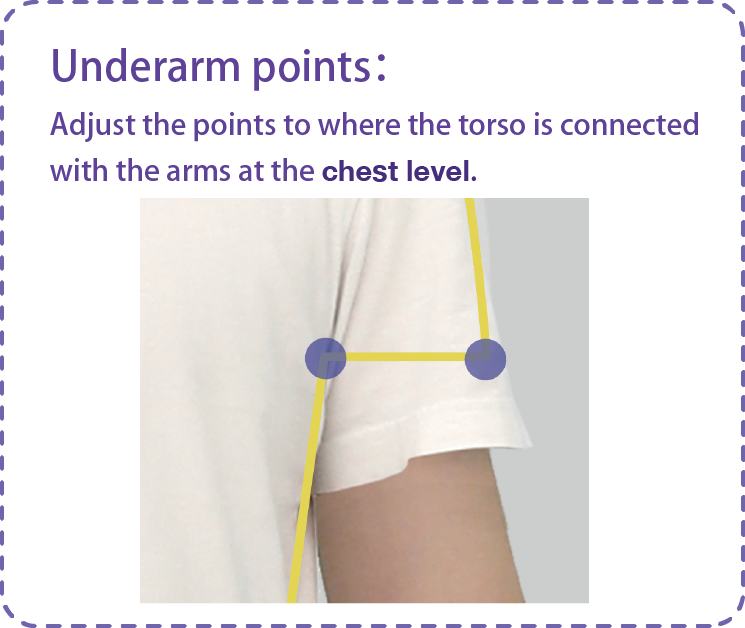 Underarm points:
Adjust the points to where the torso is connected
with the arms at the chest level.